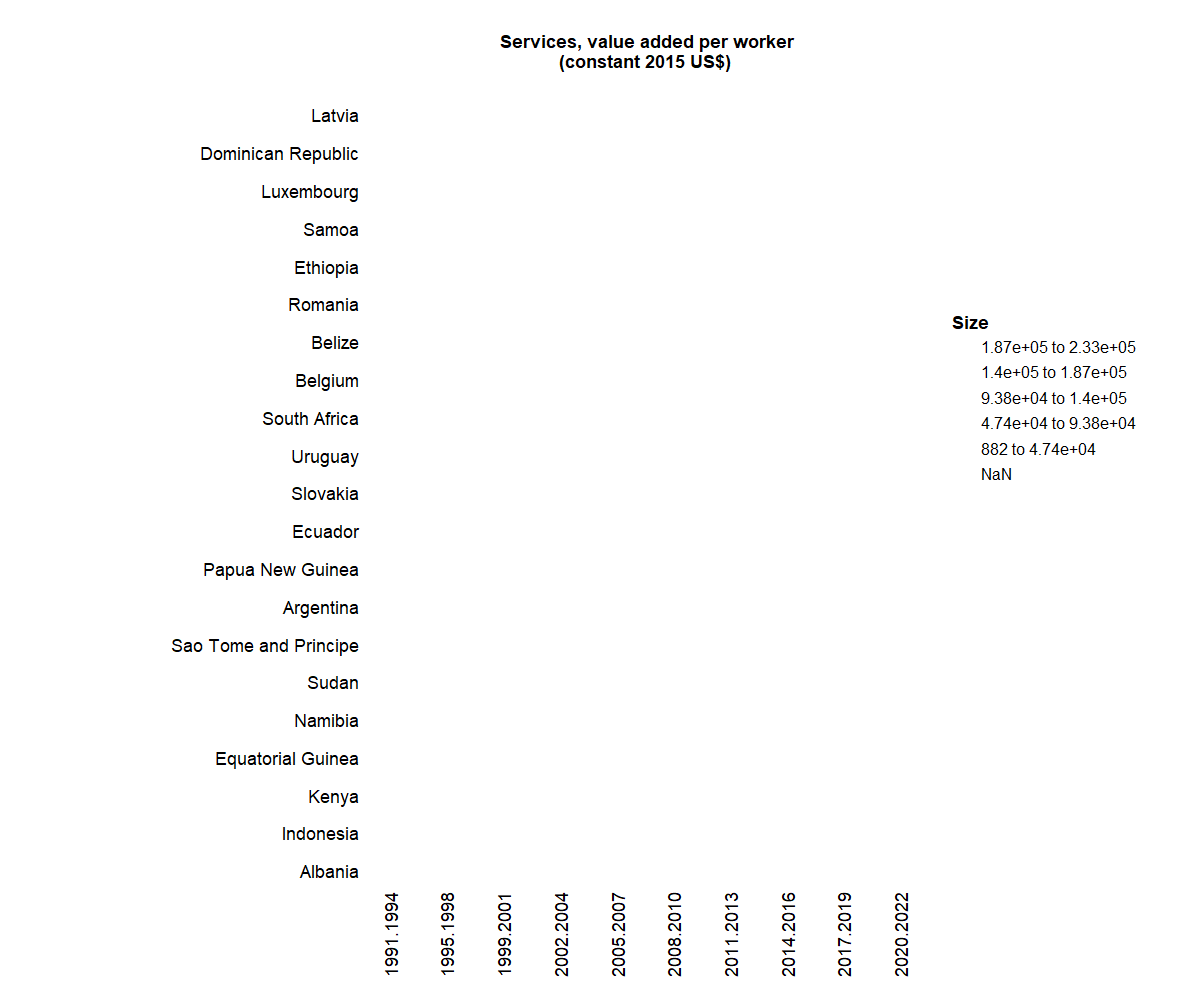 Services, value added per worker
(constant 2015 US$)
Latvia
Dominican Republic
Luxembourg
Samoa
Ethiopia
Romania
Belize
Belgium
South Africa
Uruguay
Slovakia
Ecuador
Papua New Guinea
Argentina
Sao Tome and Principe
Sudan
Namibia
Equatorial Guinea
Kenya
Indonesia
Albania
1991.1994
1995.1998
1999.2001
2002.2004
2005.2007
2008.2010
2011.2013
2014.2016
2017.2019
2020.2022
Size
1.87e+05 to 2.33e+05
1.4e+05 to 1.87e+05
9.38e+04 to 1.4e+05
4.74e+04 to 9.38e+04
882 to 4.74e+04
NaN